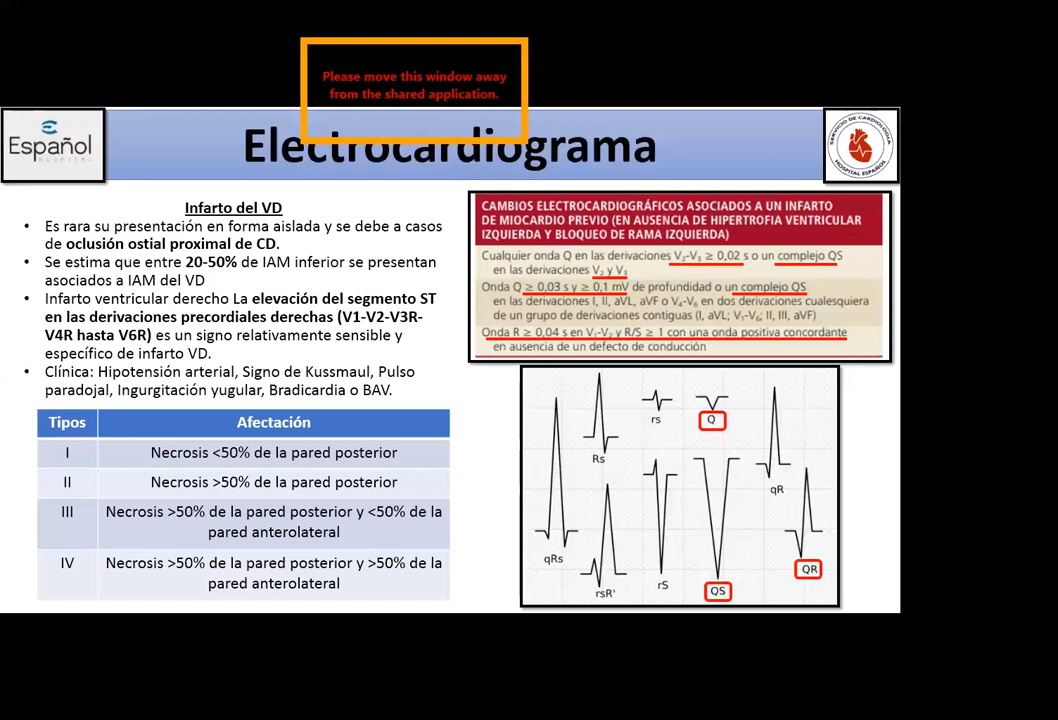 Please move this window away
from the shared application.
Español
HOSPITAL
Electrocardiograma
SERVICIO DE CARDIOLOGIA
HOSPITAL ESPAÑOL
Infarto del VD
• Es rara su presentación en forma aislada y se debe a casos
de oclusión ostial proximal de CD.
• Se estima que entre 20-50% de IAM inferior se presentan
asociados a IAM del VD
• Infarto ventricular derecho La elevación del segmento ST
en las derivaciones precordiales derechas (V1-V2-V3R-
V4R hasta V6R) es un signo relativamente sensible y
específico de infarto VD.
• Clínica: Hipotensión arterial, Signo de Kussmaul, Pulso
paradojal, Ingurgitación yugular, Bradicardia o BAV.
Tipos Afectación
I Necrosis <50% de la pared posterior
II Necrosis >50% de la pared posterior
III Necrosis >50% de la pared posterior y <50% de la
pared anterolateral
IV Necrosis >50% de la pared posterior y >50% de la
pared anterolateral
CAMBIOS ELECTROCARDIOGRÁFICOS ASOCIADOS A UN INFARTO
DE MIOCARDIO PREVIO (EN AUSENCIA DE HIPERTROFIA VENTRICULAR
IZQUIERDA Y BLOQUEO DE RAMA IZQUIERDA)
Cualquier onda Q en las derivaciones V2-V3 ≥ 0,02 s o un complejo QS
en las derivaciones V2 y V3
Onda Q ≥ 0,03 s y ≥ 0,1 mV de profundidad o un complejo QS
en las derivaciones I, II, aVL, aVF o V4-V6 en dos derivaciones cualesquiera
de un grupo de derivaciones contiguas (I, aVL; V1-V6; II, III, aVF)
Onda R ≥ 0,04 s en V1-V2 y R/S ≥ 1 con una onda positiva concordante
en ausencia de un defecto de conducción
rs
Q
Rs
qR
qRs
QR
rsR'
rS
QS